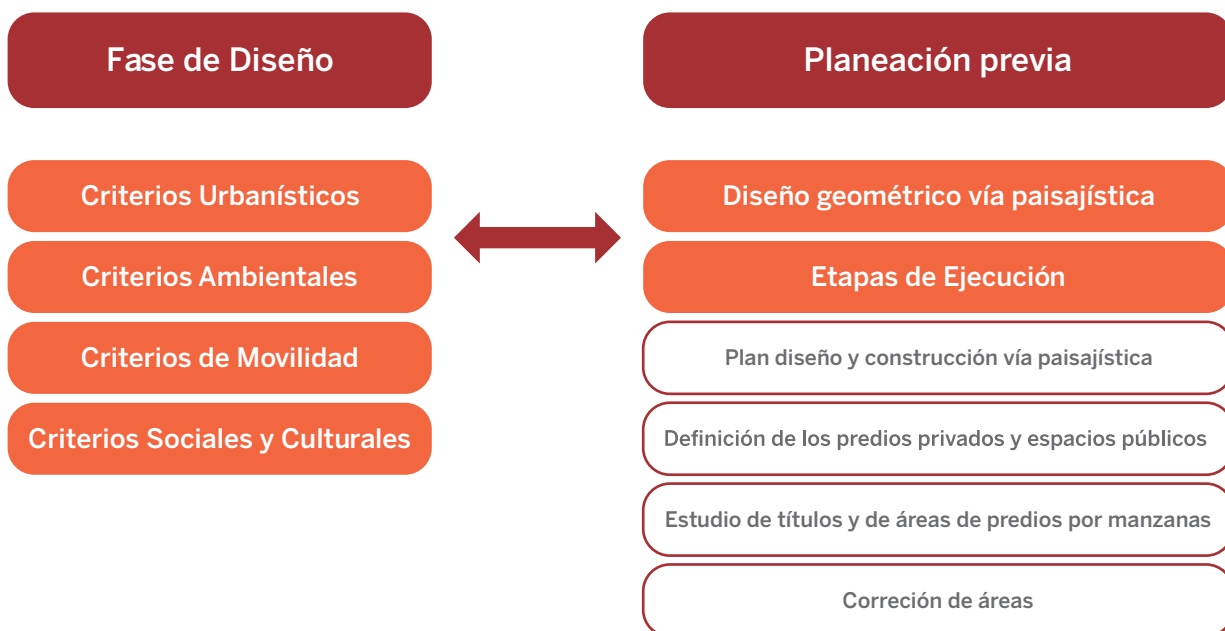 Fase de Diseño
Criterios Urbanísticos
Criterios Ambientales
Criterios de Movilidad
Criterios Sociales y Culturales
Planeación previa
Diseño geométrico vía paisajística
Etapas de Ejecución
Plan diseño y construcción vía paisajística
Definición de los predios privados y espacios públicos
Estudio de títulos y de áreas de predios por manzanas
Correción de áreas